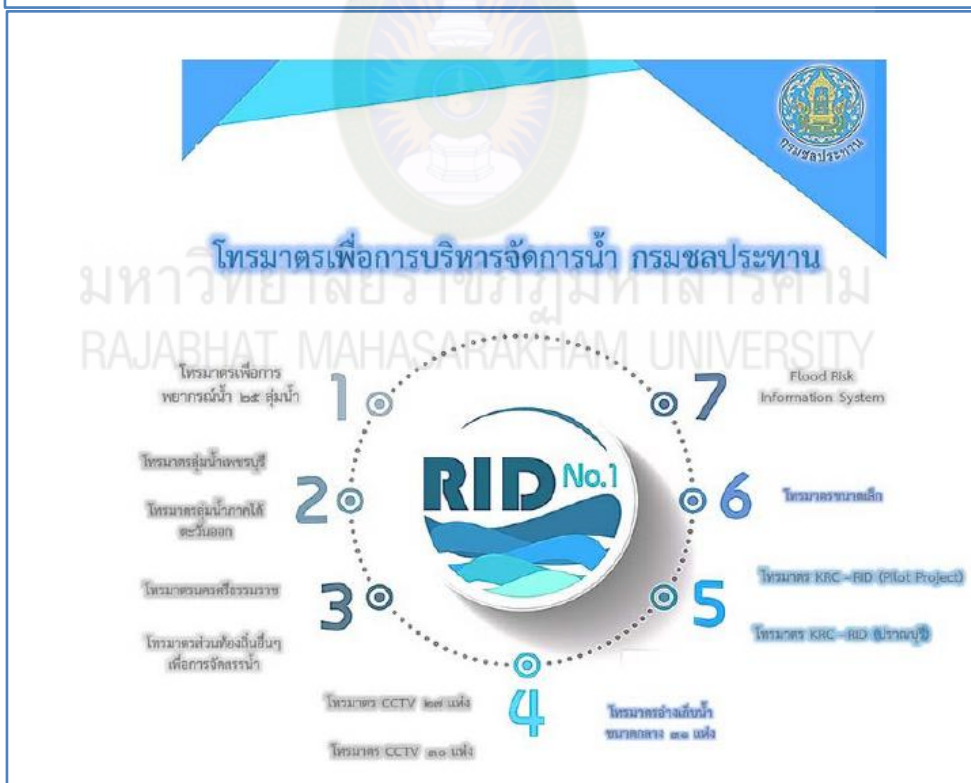 กรมชลประทาน
โทรมาตรเพื่อการบริหารจัดการน้ำ กรมชลประทาน
มหาวิทยาลัยราชภัฏมหาสารคาม
RAJABHAT MAHASARAKHAM UNIVERSITY
โทรมาตรเพื่อการ
พยากรณ์น้ำ ๒๕ ลุ่มน้ำ
1
โทรมาตรลุ่มน้ำเพชรบุรี
โทรมาตรลุ่มน้ำภาคใต้
ตะวันออก
2
โทรมาตรนครศรีธรรมราช
3
โทรมาตรส่วนท้องถิ่นอื่นๆ
เพื่อการจัดสรรน้ำ
โทรมาตร CCTV ๒๗ แห่ง
โทรมาตร CCTV ๓๐ แห่ง
4
โทรมาตรอ่างเก็บน้ำ
ขนาดกลาง ๓๑ แห่ง
5
โทรมาตร KRC-RID (Pilot Project)
โทรมาตร KRC-RID (ปราณบุรี)
6
โทรมาตรขนาดเล็ก
7
Flood Risk
Information System
RID No.1